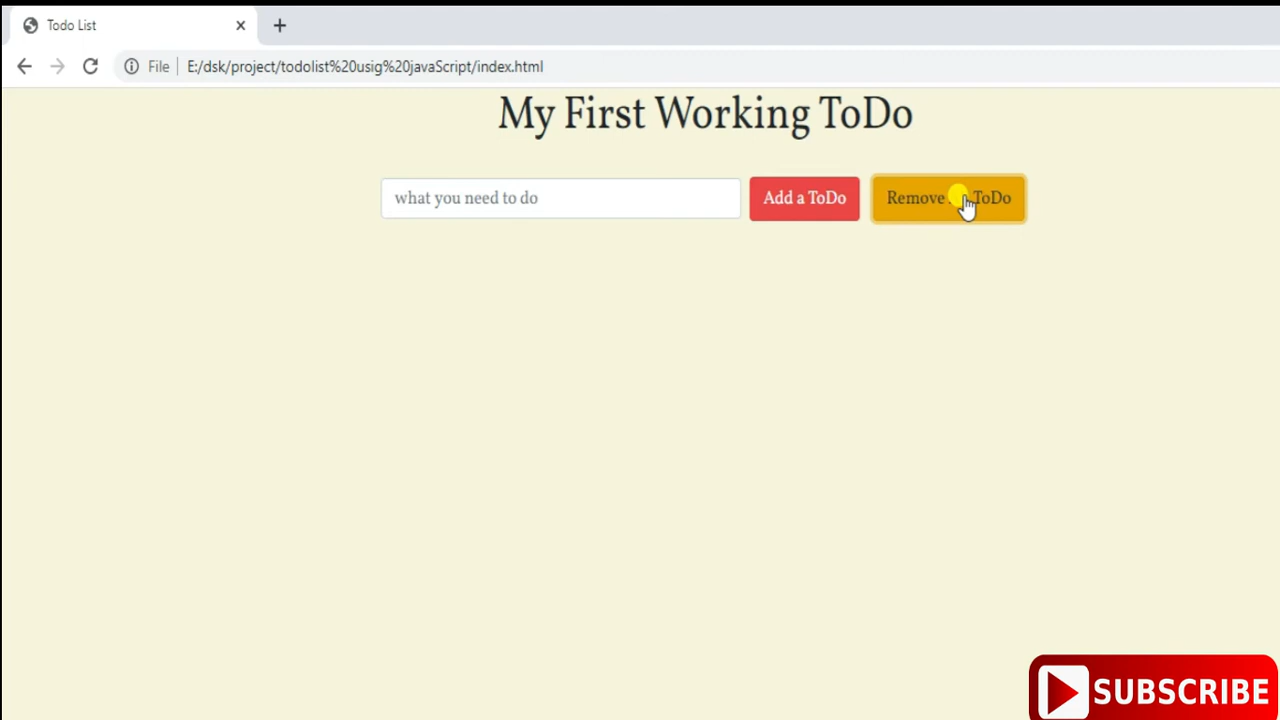 Todo List
File E:/dsk/project/todolist%20usig%20javaScript/index.html
My First Working ToDo
what you need to do
Add a ToDo
Remove ToDo
SUBSCRIBE